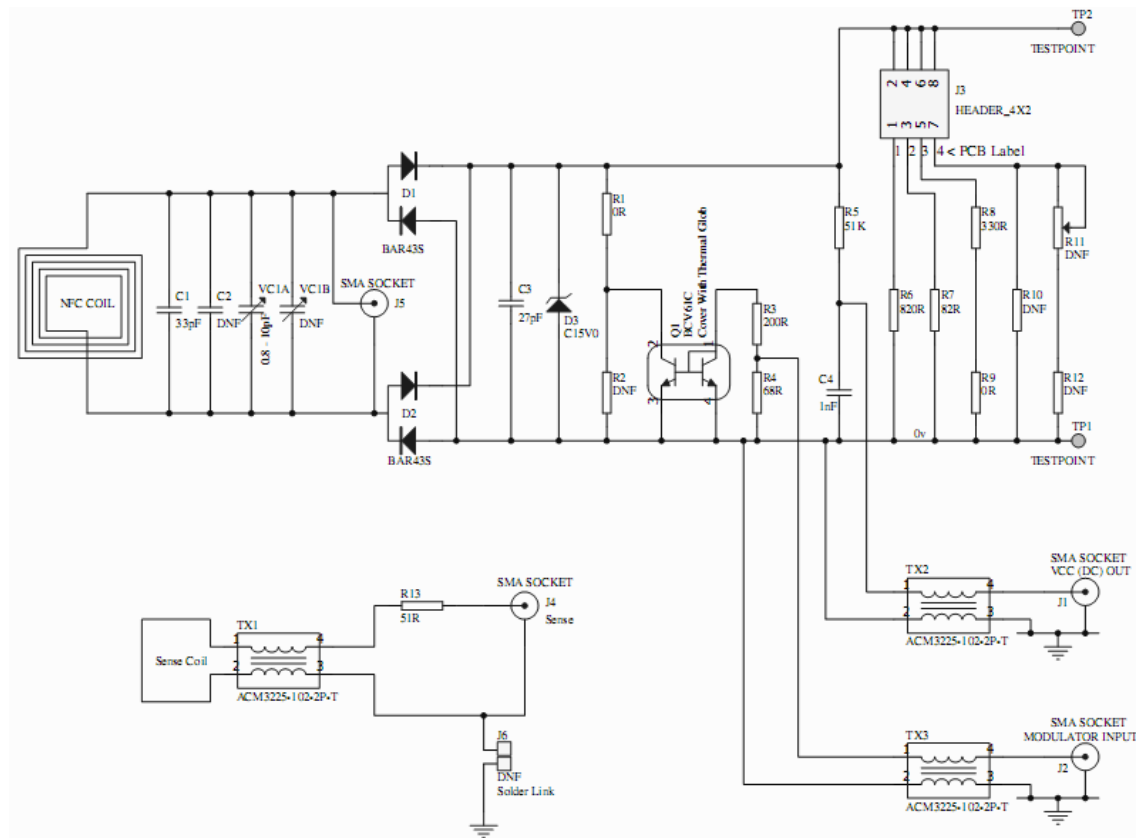 TP2
TESTPOINT
2 4 6 8
J3
HEADER_4X2
1 3 5 7
1 2 3 4 < PCB Label
D1
BAR43S
NFC COIL
C1
33pF
C2
DNF
VC1A
0.8 - 10pF
VC1B
DNF
SMA SOCKET
J5
D2
BAR43S
C3
27pF
D3
C15V0
R1
0R
R2
DNF
Q1
BCV61C
Cover With Thermal Glob
2
1
3
4
R3
200R
R4
68R
R5
51K
C4
1nF
R6
820R
R7
82R
R8
330R
R9
0R
R10
DNF
R11
DNF
R12
DNF
0v
TP1
TESTPOINT
SMA SOCKET
VCC (DC) OUT
TX2
1
4
2
3
ACM3225-102-2P-T
J1
SMA SOCKET
MODULATOR INPUT
TX3
1
4
2
3
ACM3225-102-2P-T
J2
Sense Coil
TX1
1
4
2
3
ACM3225-102-2P-T
R13
51R
SMA SOCKET
J4
Sense
J6
DNF
Solder Link